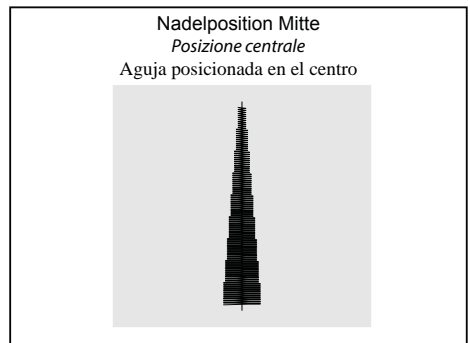 Nadelposition Mitte
Posizione centrale
Aguja posicionada en el centro